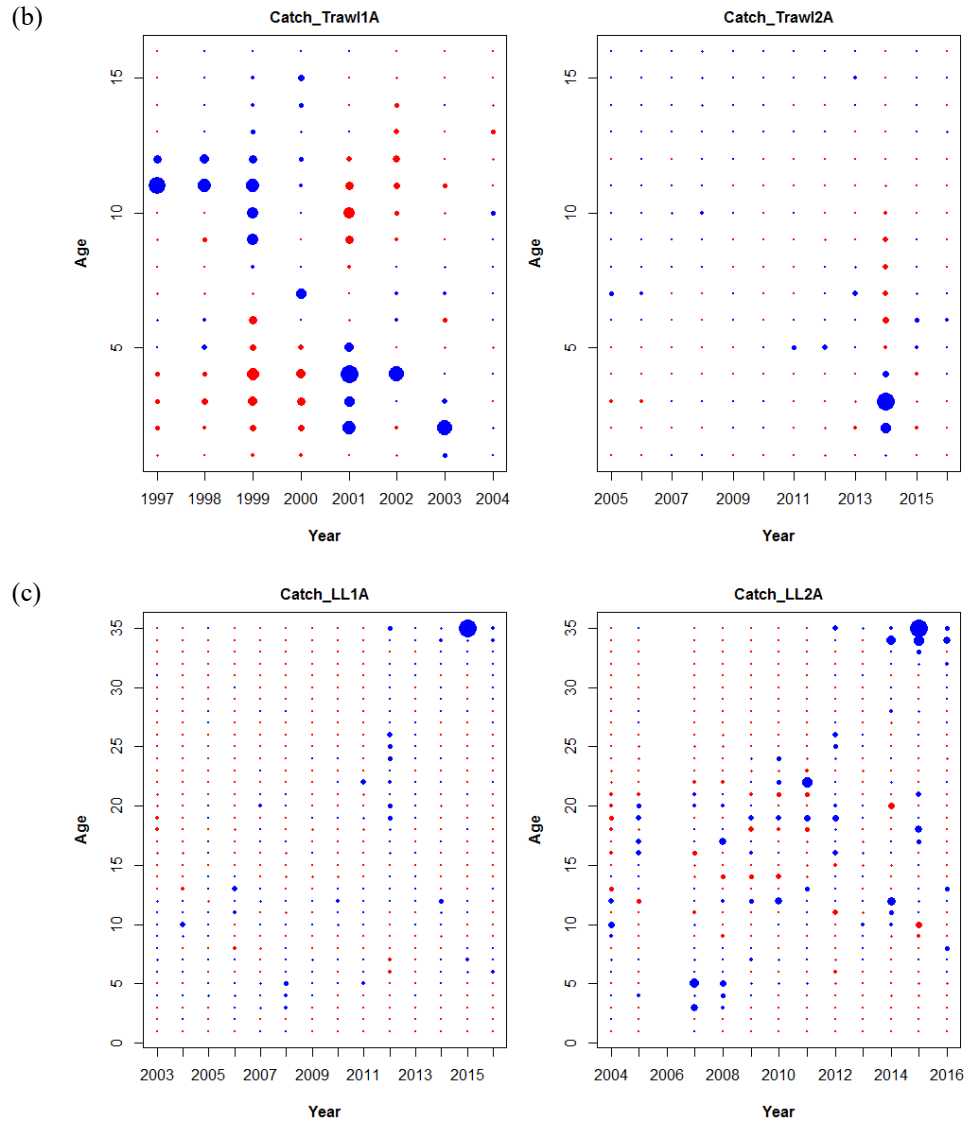 (b)
Catch_Trawl1A
Catch_Trawl2A
15
10
5
Age
1997 1998 1999 2000 2001 2002 2003 2004
Year
15
10
5
Age
2005 2007 2009 2011 2013 2015
Year
(c)
Catch_LL1A
Catch_LL2A
35
30
25
20
15
10
5
0
Age
2003 2005 2007 2009 2011 2013 2015
Year
35
30
25
20
15
10
5
0
Age
2004 2006 2008 2010 2012 2014 2016
Year